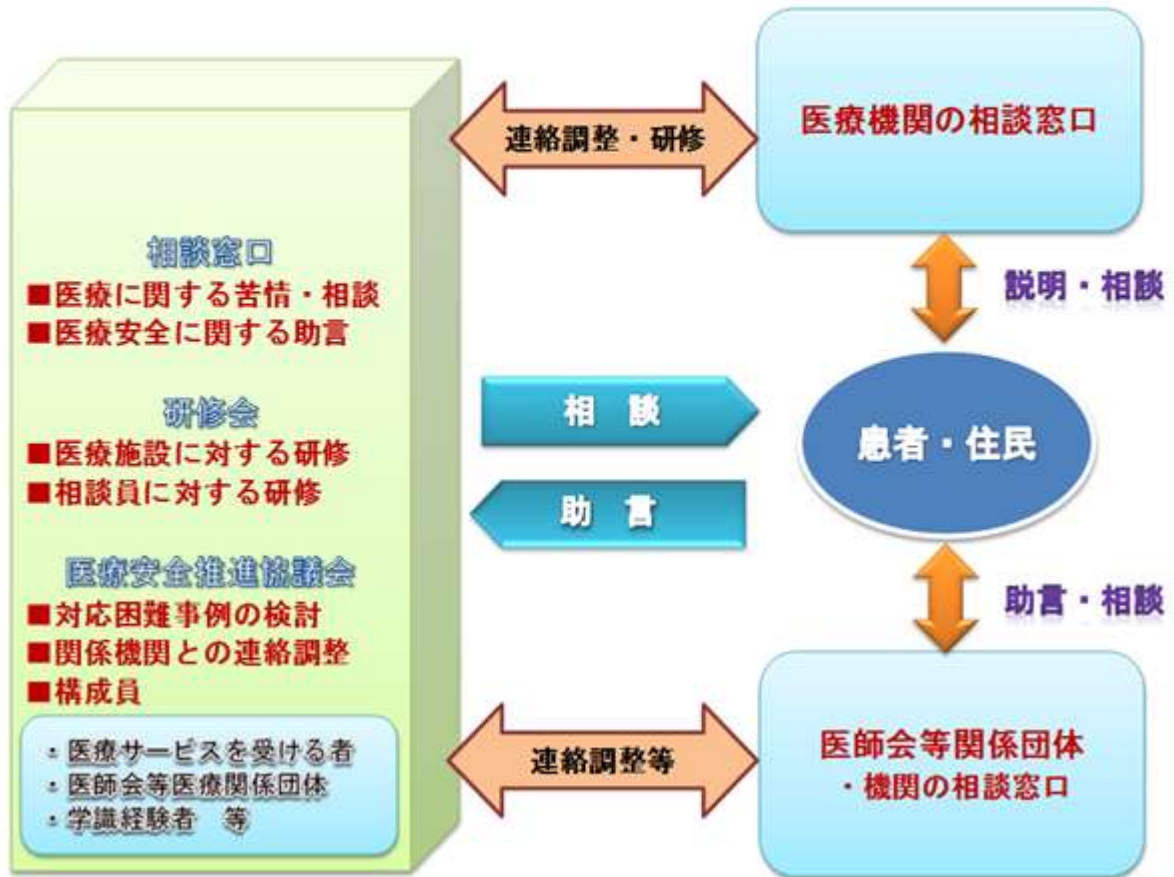 相談窓口
■医療に関する苦情・相談
■医療安全に関する助言
研修会
■医療施設に対する研修
■相談員に対する研修
医療安全推進協議会
■対応困難事例の検討
■関係機関との連絡調整
■構成員
・医療サービスを受ける者
・医師会等医療関係団体
・学識経験者　等
連絡調整・研修
相　談
助　言
連絡調整等
医療機関の相談窓口
説明・相談
患者・住民
助言・相談
医師会等関係団体
・機関の相談窓口